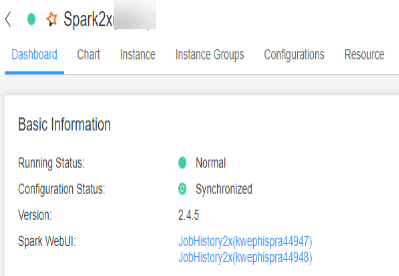 Spark2x(
Dashboard Chart Instance Instance Groups Configurations Resource
Basic Information
Running Status: Normal
Configuration Status: Synchronized
Version: 2.4.5
Spark WebUI: JobHistory2x(kwephispra44947)
JobHistory2x(kwephispra44948)